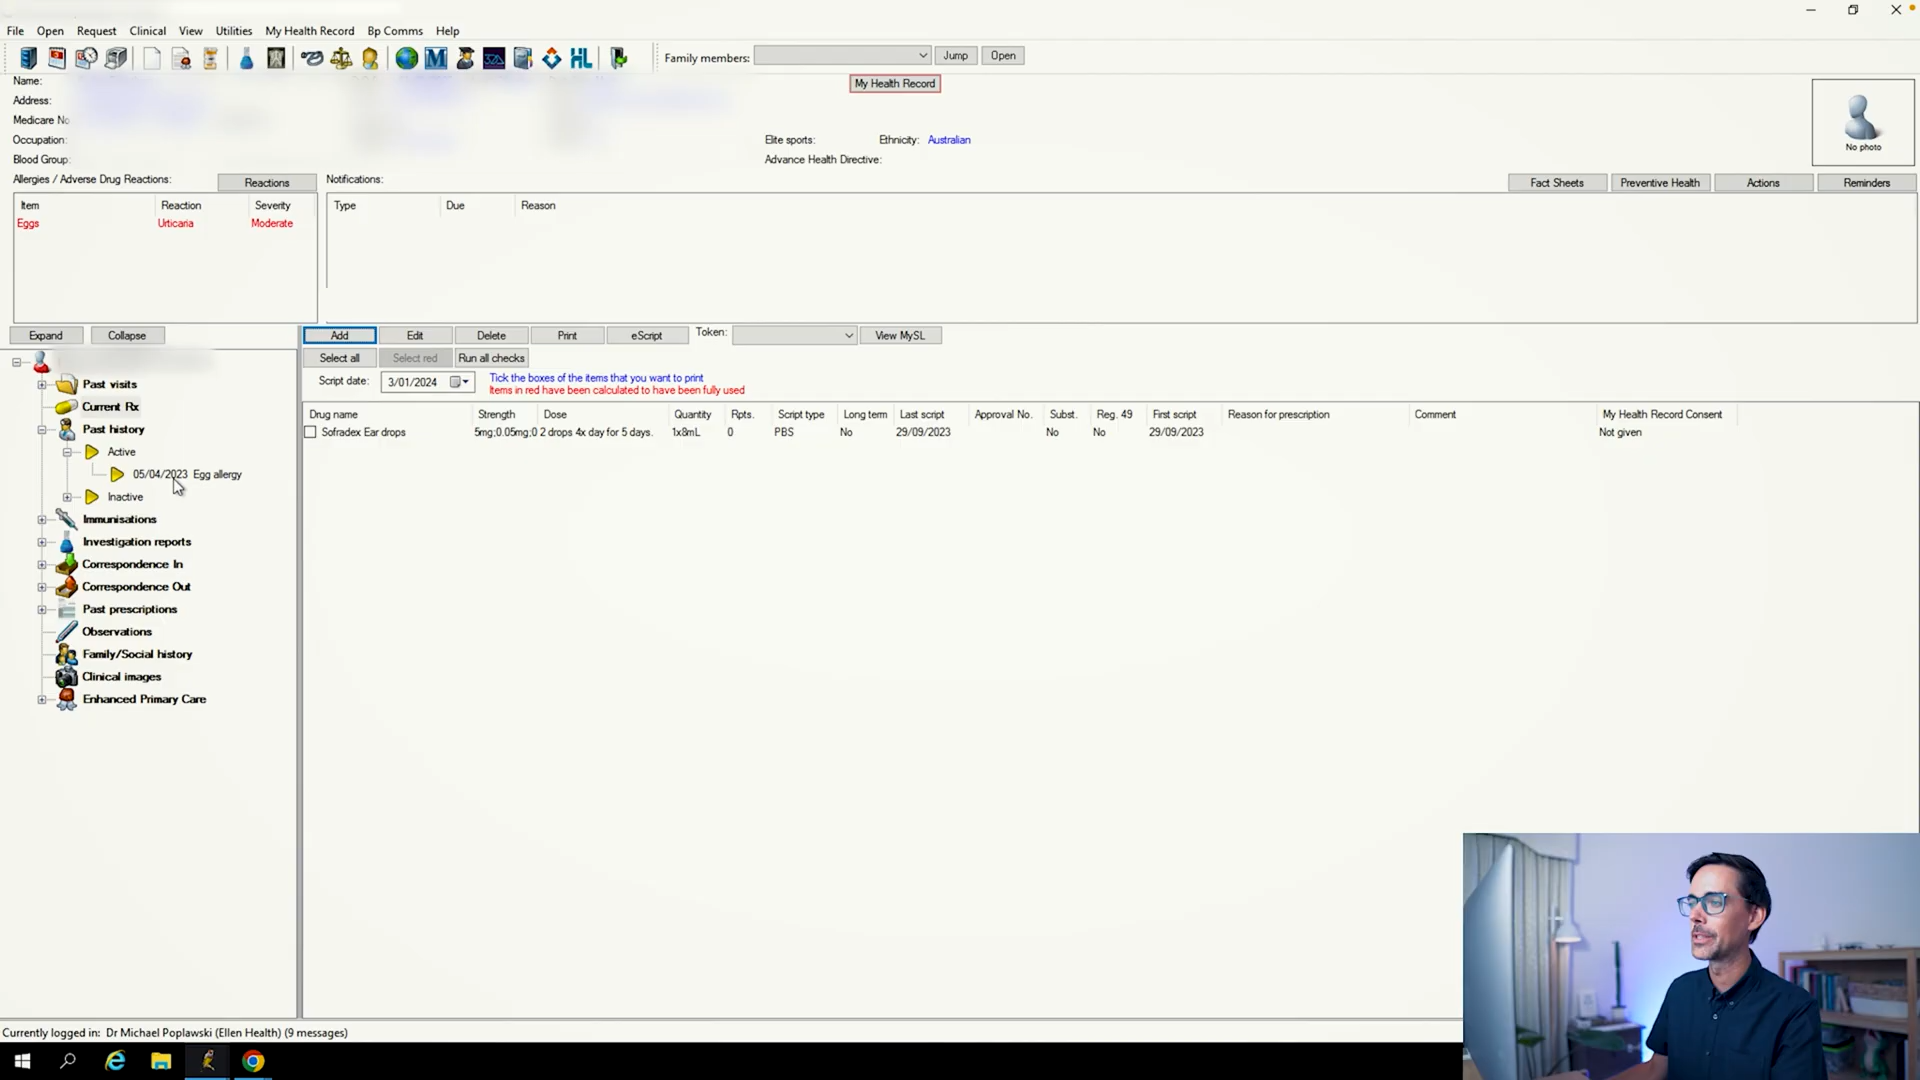 File Open Request Clinical View Utilities My Health Record Bp Comms Help
M HL Family members: Jump Open
Name: My Health Record
Address:
Medicare No
Occupation: Elite sports: Ethnicity: Australian
Blood Group: Advance Health Directive:
No photo
Allergies / Adverse Drug Reactions: Reactions Notifications: Fact Sheets Preventive Health Actions Reminders
Item Reaction Severity Type Due Reason
Eggs Urticaria Moderate
Expand Collapse Add Edit Delete Print eScript Token: View MySL
Select all Select red Run all checks
Script date: 3/01/2024 Tick the boxes of the items that you want to print
Items in red have been calculated to have been fully used
Drug name Strength Dose Quantity Rpts. Script type Long term Last script Approval No. Subst. Reg. 49 First script Reason for prescription Comment My Health Record Consent
Sofradex Ear drops 5mg;0.05mg;0 2 drops 4x day for 5 days. 1x8mL 0 PBS No 29/09/2023 No No 29/09/2023 Not given
Past visits
Current Rx
Past history
Active
05/04/2023 Egg allergy
Inactive
Immunisations
Investigation reports
Correspondence In
Correspondence Out
Past prescriptions
Observations
Family/Social history
Clinical images
Enhanced Primary Care
Currently logged in: Dr Michael Poplawski (Ellen Health) (9 messages)